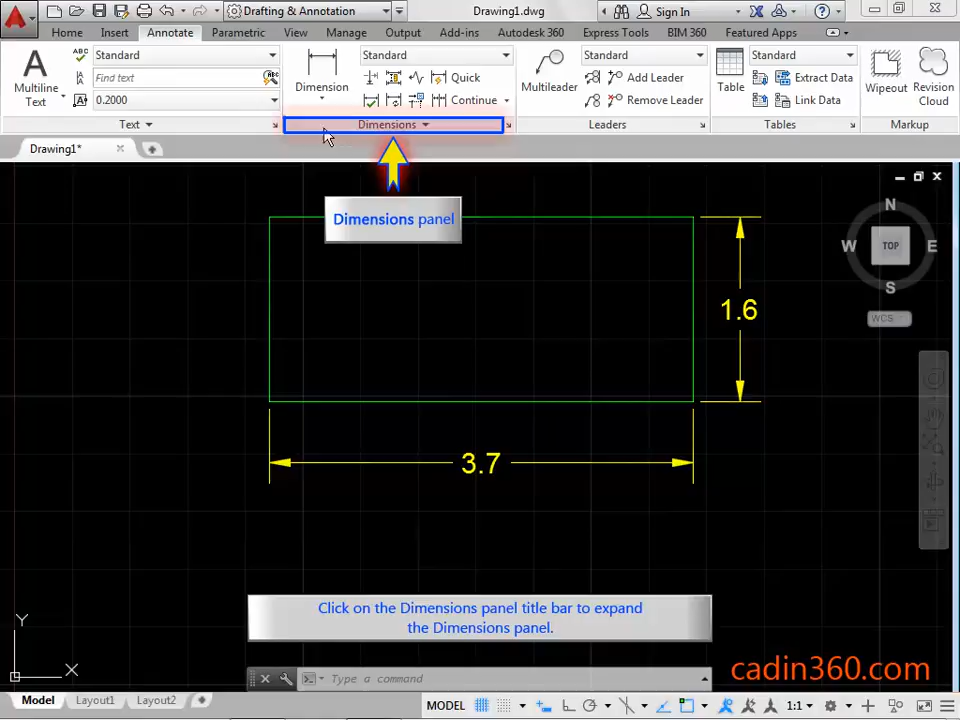 Drafting & Annotation
Drawing1.dwg
Sign In
Home Insert Annotate Parametric View Manage Output Add-ins Autodesk 360 Express Tools BIM 360 Featured Apps
A
Multiline
Text
ABC
Standard
Find text
0.2000
Text
Dimension
Standard
Quick
Continue
Dimensions
Multileader
Standard
Add Leader
Remove Leader
Leaders
Table
Standard
Extract Data
Link Data
Tables
Wipeout
Revision
Cloud
Markup
Drawing1*
Dimensions panel
N
W TOP E
S
WCS
1.6
3.7
Click on the Dimensions panel title bar to expand
the Dimensions panel.
Y
X
Type a command
cadin360.com
Model Layout1 Layout2
MODEL 1:1